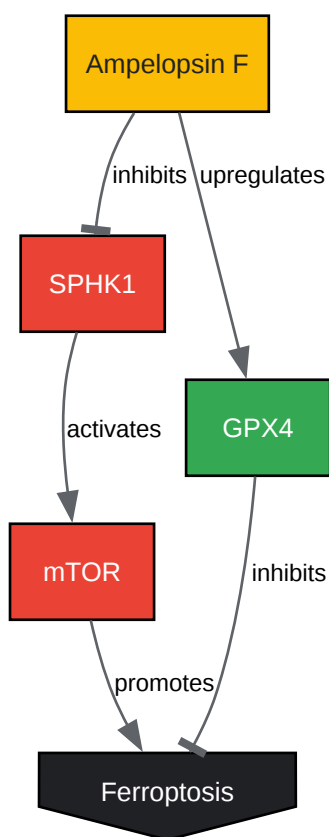 Ampelopsin F
inhibits
upregulates
SPHK1
GPX4
activates
mTOR
inhibits
promotes
Ferroptosis